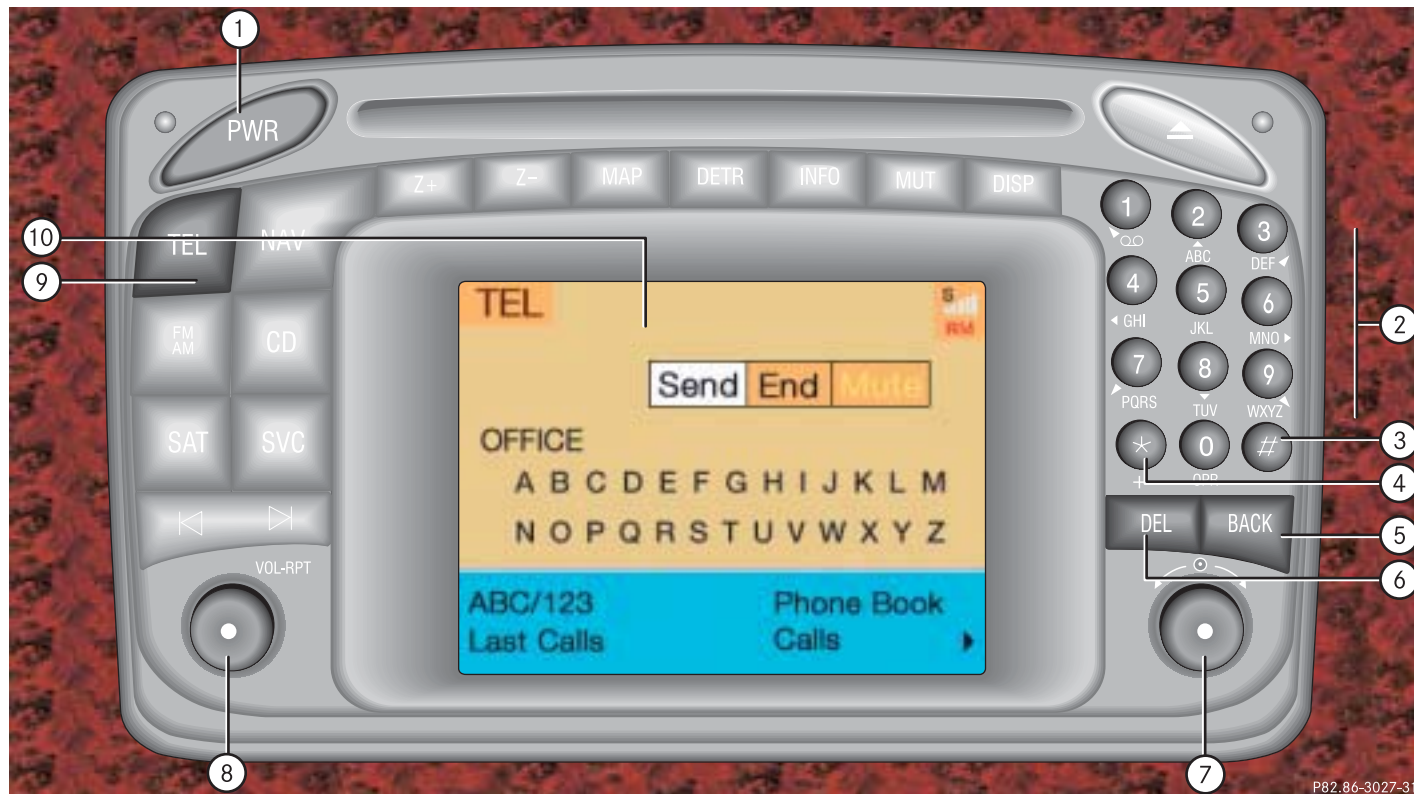 1
PWR
Z+ Z− MAP DETR INFO MUT DISP
TEL NAV
10
9
FM
AM
CD
SAT SVC
VOL-RPT
8
TEL
S
RM
Send End Mute
OFFICE
A B C D E F G H I J K L M
N O P Q R S T U V W X Y Z
ABC/123 Phone Book
Last Calls Calls
1 2 3
ABC DEF
4 5 6
GHI JKL MNO
7 8 9
PQRS TUV WXYZ
* 0 #
+ OPR
DEL BACK
2
3
4
5
6
7
P82.86-3027-31